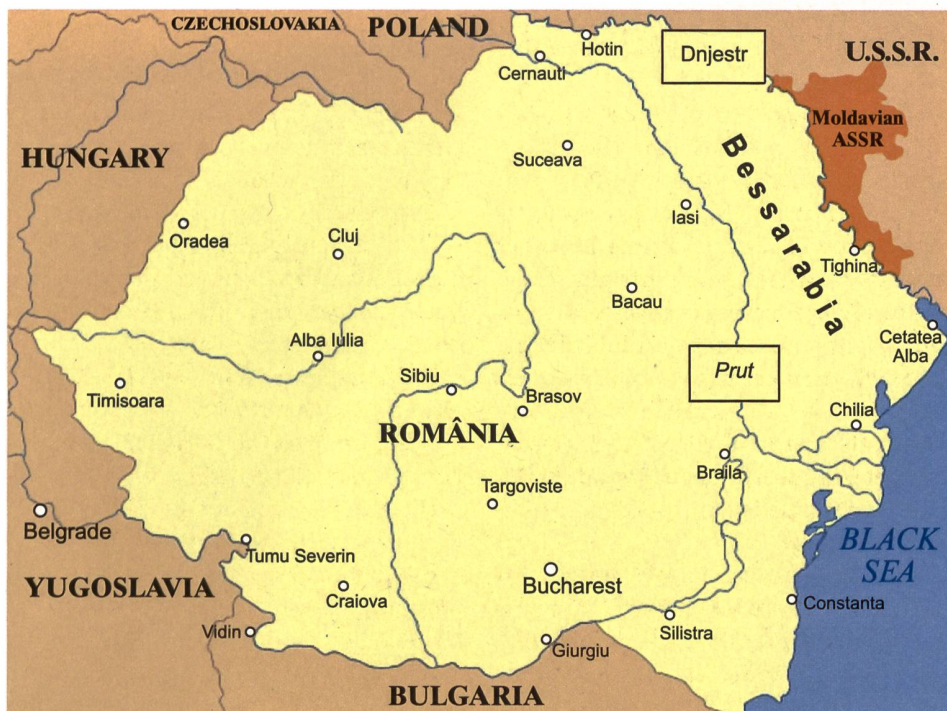 CZECHOSLOVAKIA
POLAND
Hotin
Dnjestr
U.S.S.R.
Cernauti
Moldavian
ASSR
HUNGARY
Suceava
Bessarabia
Iasi
Oradea
Cluj
Tighina
Bacau
Cetatea
Alba
Alba Iulia
Sibiu
Prut
Timisoara
Brasov
Chilia
ROMÂNIA
Braila
Targoviste
Belgrade
BLACK
SEA
Tumu Severin
Bucharest
YUGOSLAVIA
Craiova
Constanta
Silistra
Vidin
Giurgiu
BULGARIA